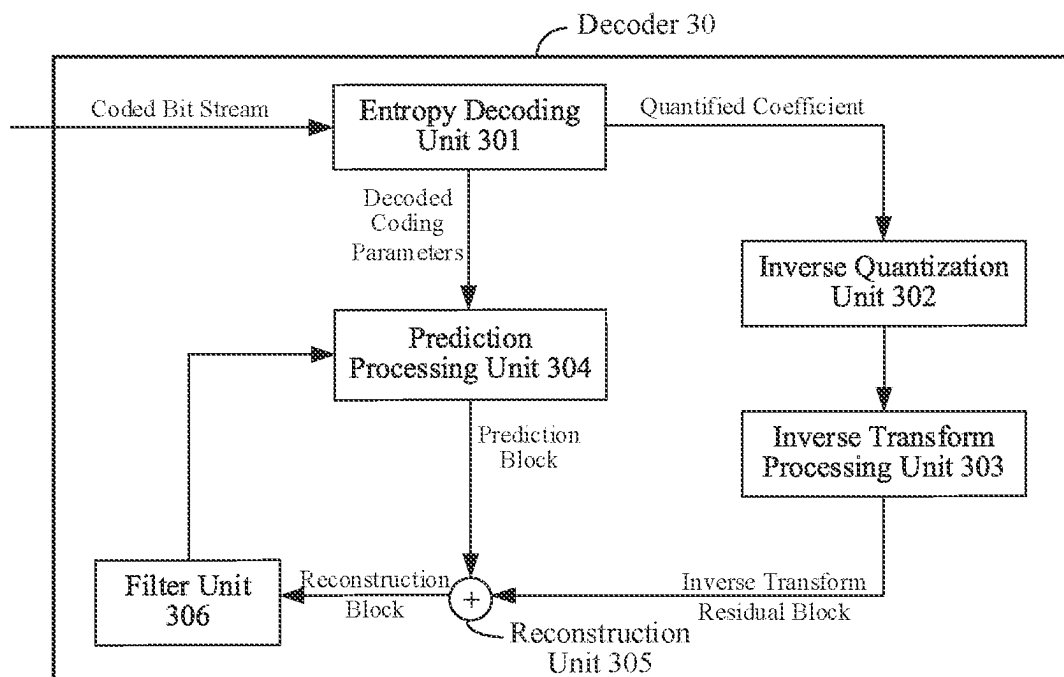 Decoder 30
Coded Bit Stream
Entropy Decoding
Unit 301
Quantified Coefficient
Decoded
Coding
Parameters
Inverse Quantization
Unit 302
Prediction
Processing Unit 304
Prediction
Block
Inverse Transform
Processing Unit 303
Filter Unit
306
Reconstruction
Block
+
Inverse Transform
Residual Block
Reconstruction
Unit 305